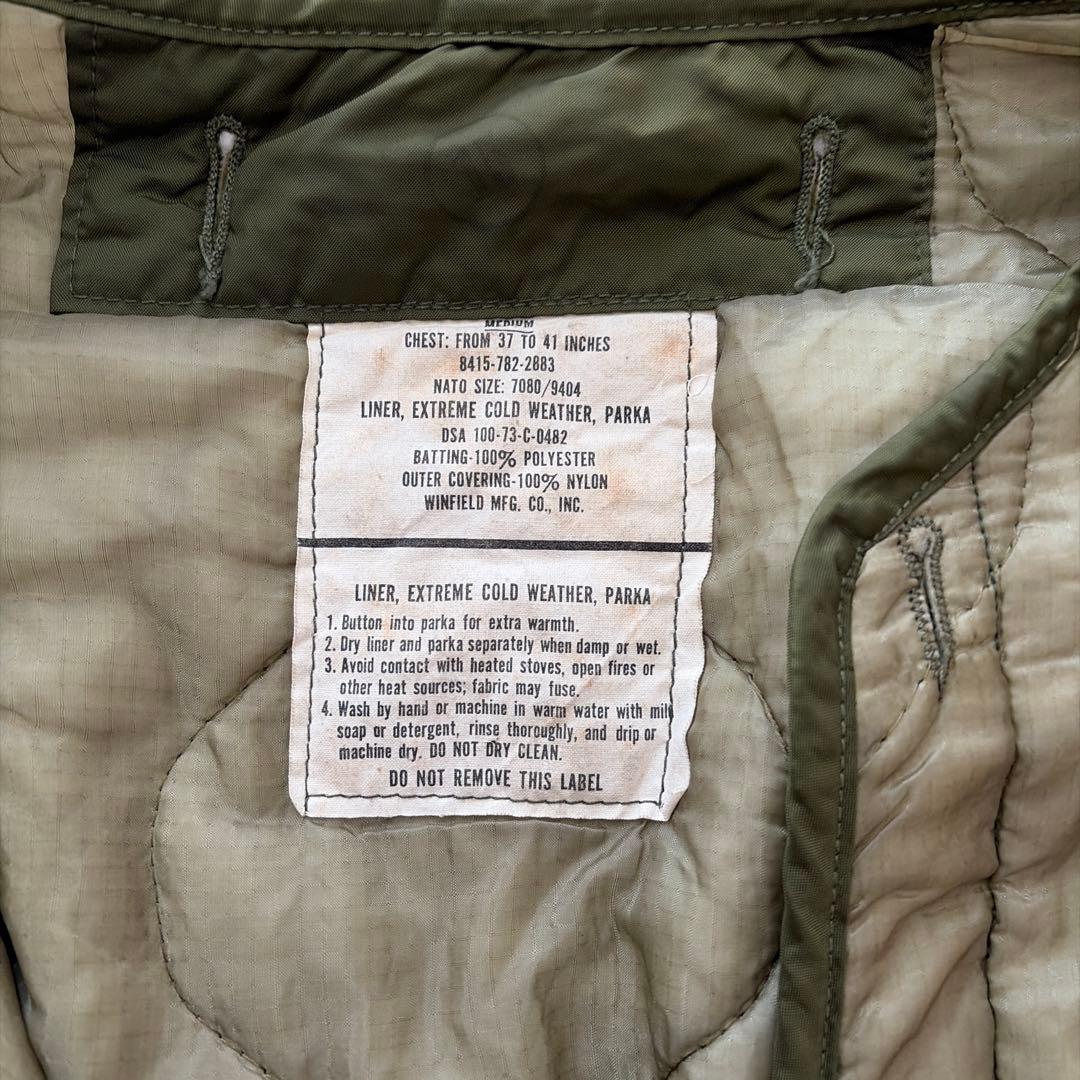 MEDIUM
CHEST: FROM 37 TO 41 INCHES
8415-782-2883
NATO SIZE: 7080/9404
LINER, EXTREME COLD WEATHER, PARKA
DSA 100-73-C-0482
BATTING-100% POLYESTER
OUTER COVERING-100% NYLON
WINFIELD MFG. CO., INC.
LINER, EXTREME COLD WEATHER, PARKA
1. Button into parka for extra warmth.
2. Dry liner and parka separately when damp or wet.
3. Avoid contact with heated stoves, open fires or
other heat sources; fabric may fuse.
4. Wash by hand or machine in warm water with mild
soap or detergent, rinse thoroughly, and drip or
machine dry. DO NOT DRY CLEAN.
DO NOT REMOVE THIS LABEL